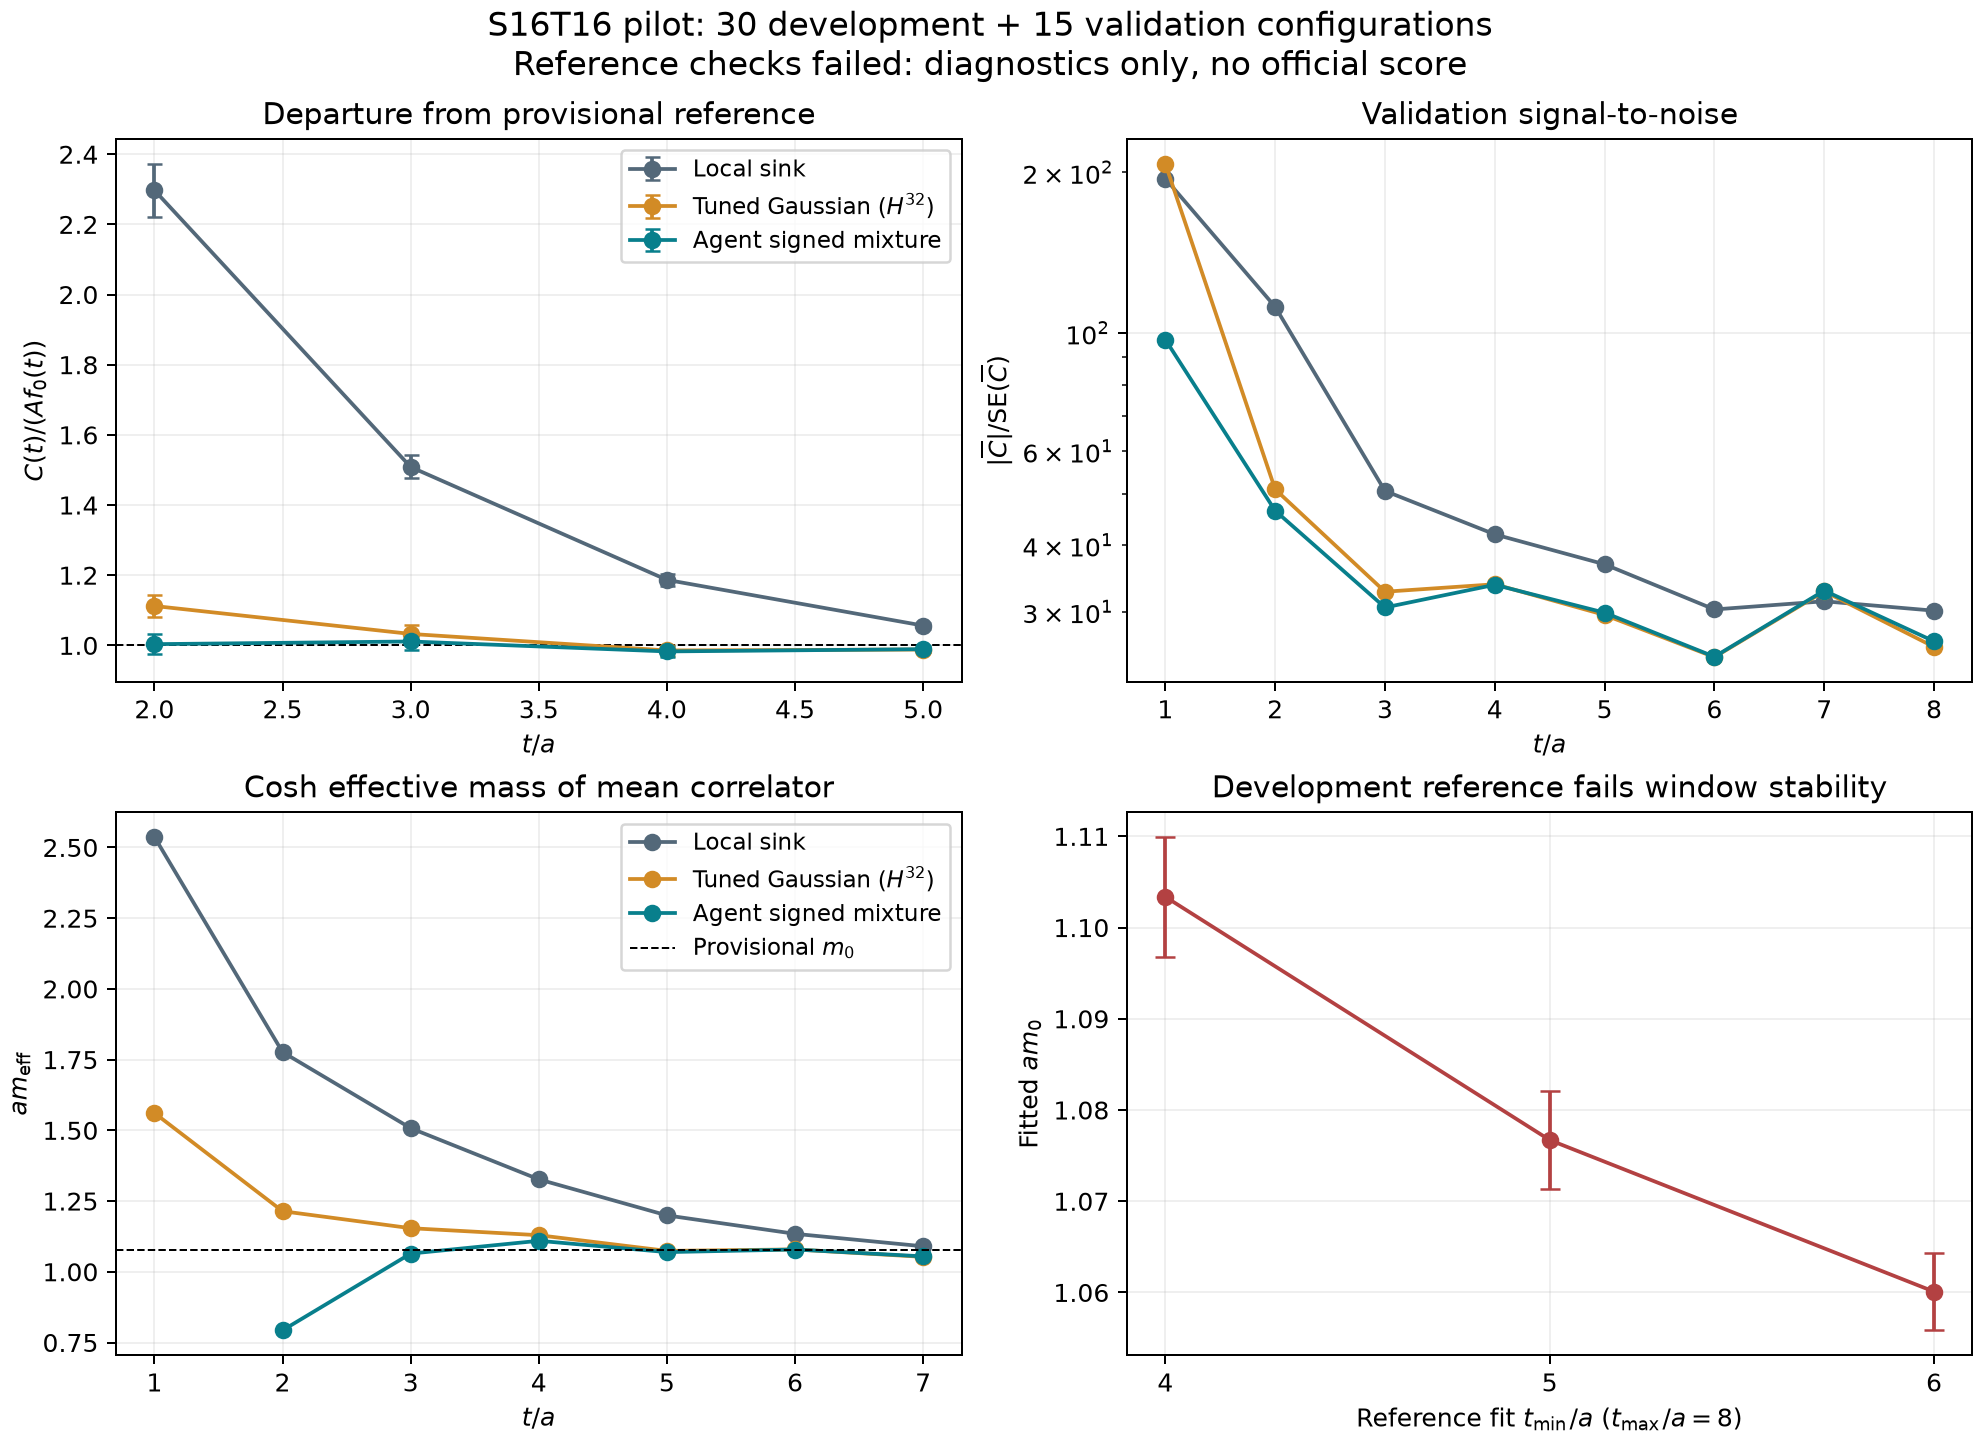 S16T16 pilot: 30 development + 15 validation configurations
Reference checks failed: diagnostics only, no official score
Departure from provisional reference
C(t)/(Af₀(t))
2.4
2.2
2.0
1.8
1.6
1.4
1.2
1.0
Local sink
Tuned Gaussian (H³²)
Agent signed mixture
2.0 2.5 3.0 3.5 4.0 4.5 5.0
t/a
Validation signal-to-noise
|C̅|/SE(C̅)
2 × 10²
10²
6 × 10¹
4 × 10¹
3 × 10¹
1 2 3 4 5 6 7 8
t/a
Cosh effective mass of mean correlator
am_eff
2.50
2.25
2.00
1.75
1.50
1.25
1.00
0.75
Local sink
Tuned Gaussian (H³²)
Agent signed mixture
Provisional m₀
1 2 3 4 5 6 7
t/a
Development reference fails window stability
Fitted am₀
1.11
1.10
1.09
1.08
1.07
1.06
4 5 6
Reference fit t_min/a (t_max/a = 8)